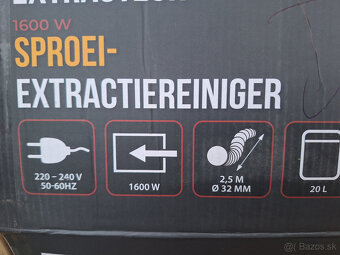 1600 W
SPROEI-
EXTRACTIEREINIGER
220 – 240 V
50-60HZ
1600 W
2,5 M
Ø 32 MM
20 L
Bazos.sk